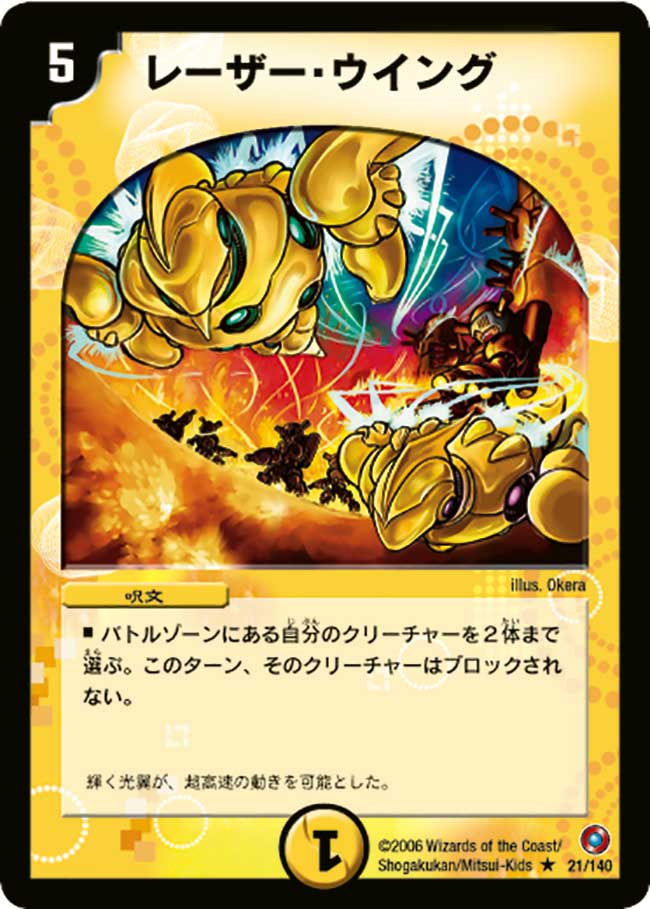 5
レーザー・ウイング
illus. Okera
呪文
■ バトルゾーンにある自分のクリーチャーを2体まで
選ぶ。このターン、そのクリーチャーはブロックされ
ない。
輝く光翼が、超高速の動きを可能とした。
1
©2006 Wizards of the Coast/
Shogakukan/Mitsui-Kids ★ 21/140